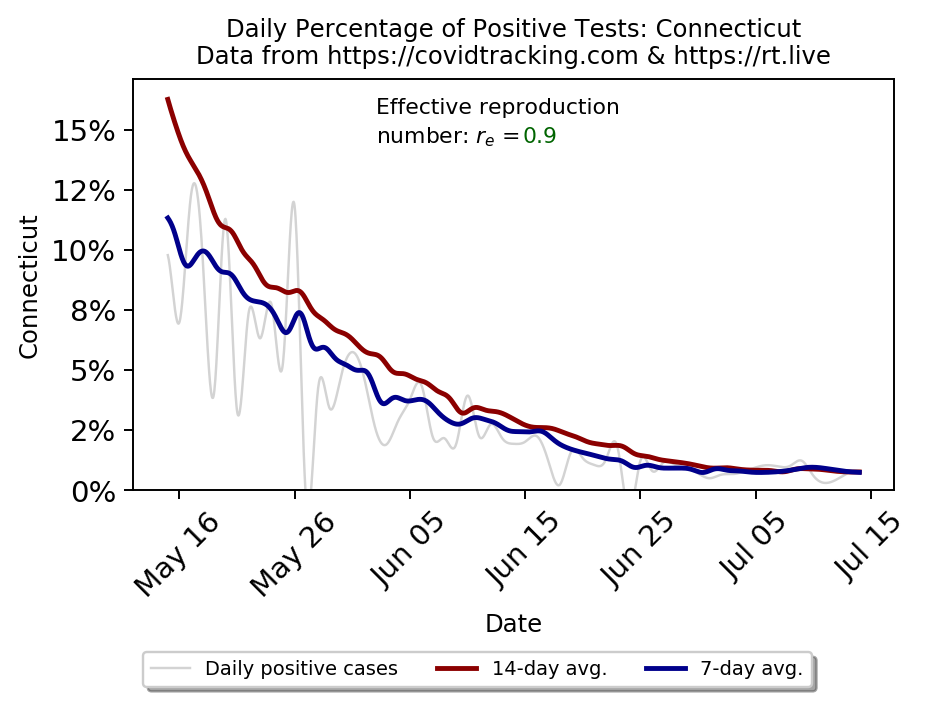 Daily Percentage of Positive Tests: Connecticut
Data from https://covidtracking.com & https://rt.live
Effective reproduction
number: rₑ =0.9
15%
12%
10%
8%
5%
2%
0%
Connecticut
May 16
May 26
Jun 05
Jun 15
Jun 25
Jul 05
Jul 15
Date
Daily positive cases
14-day avg.
7-day avg.